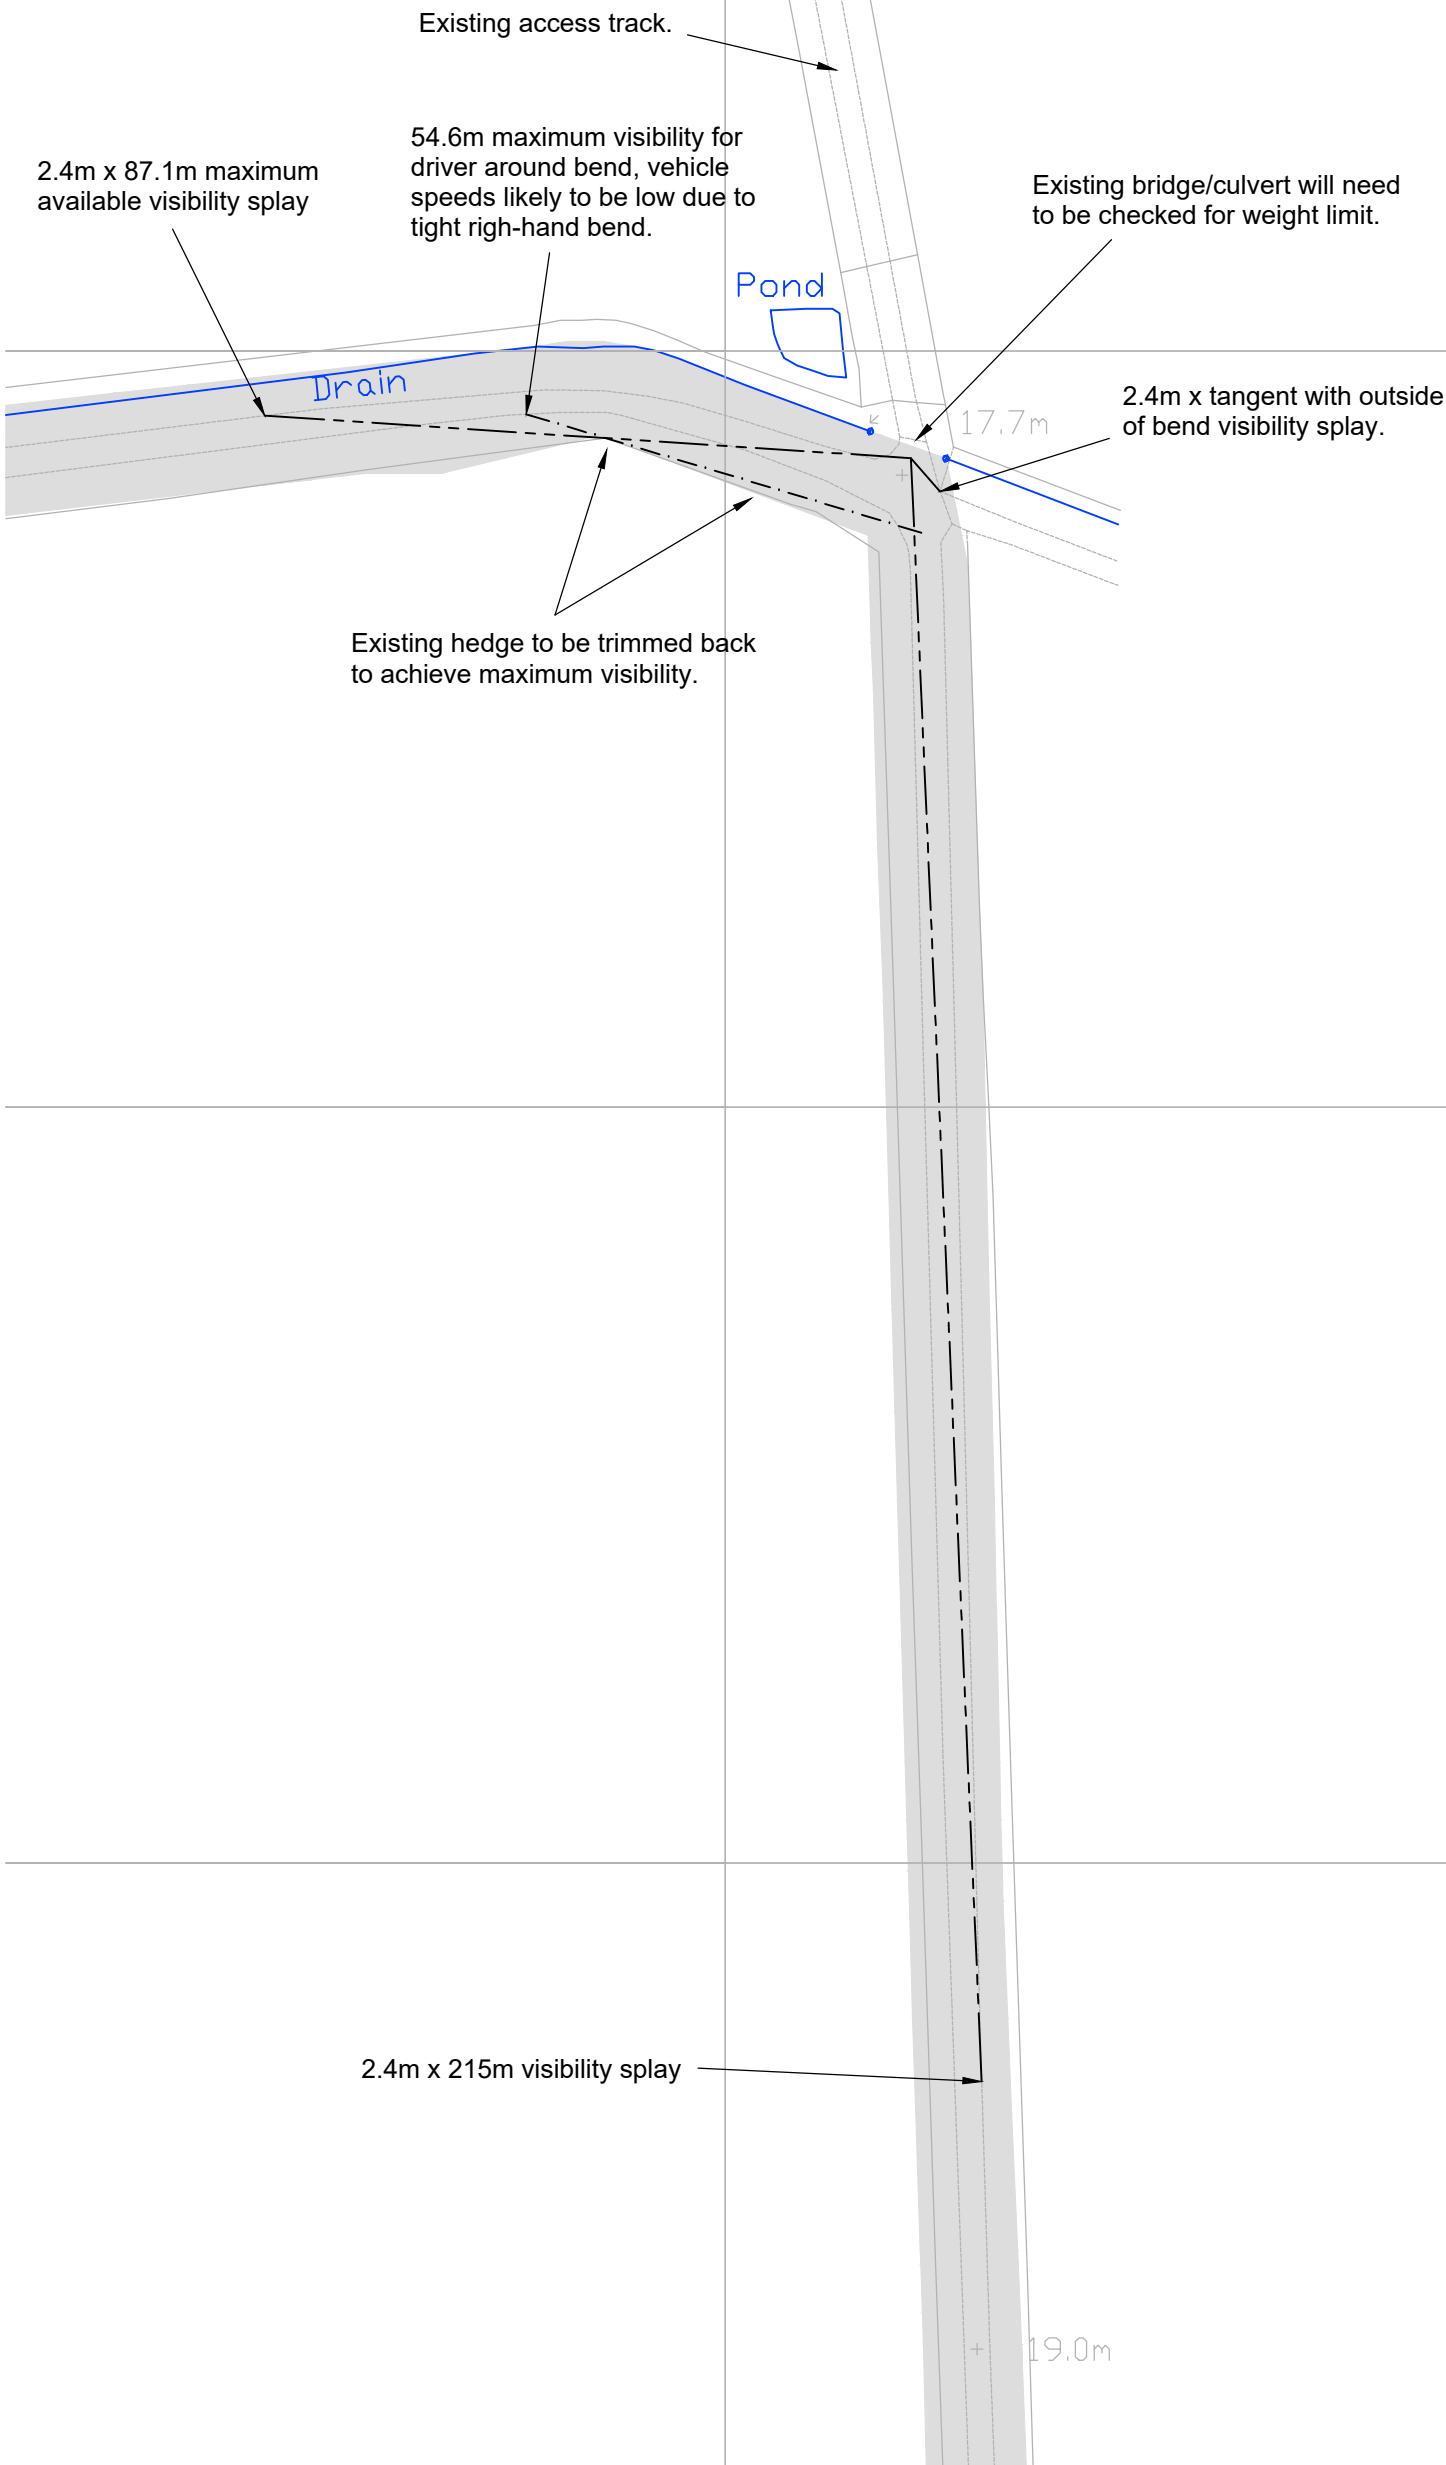 Existing access track.
54.6m maximum visibility for
driver around bend, vehicle
speeds likely to be low due to
tight righ-hand bend.
2.4m x 87.1m maximum
available visibility splay
Existing bridge/culvert will need
to be checked for weight limit.
Pond
Drain
2.4m x tangent with outside
of bend visibility splay.
17.7m
Existing hedge to be trimmed back
to achieve maximum visibility.
2.4m x 215m visibility splay
19.0m